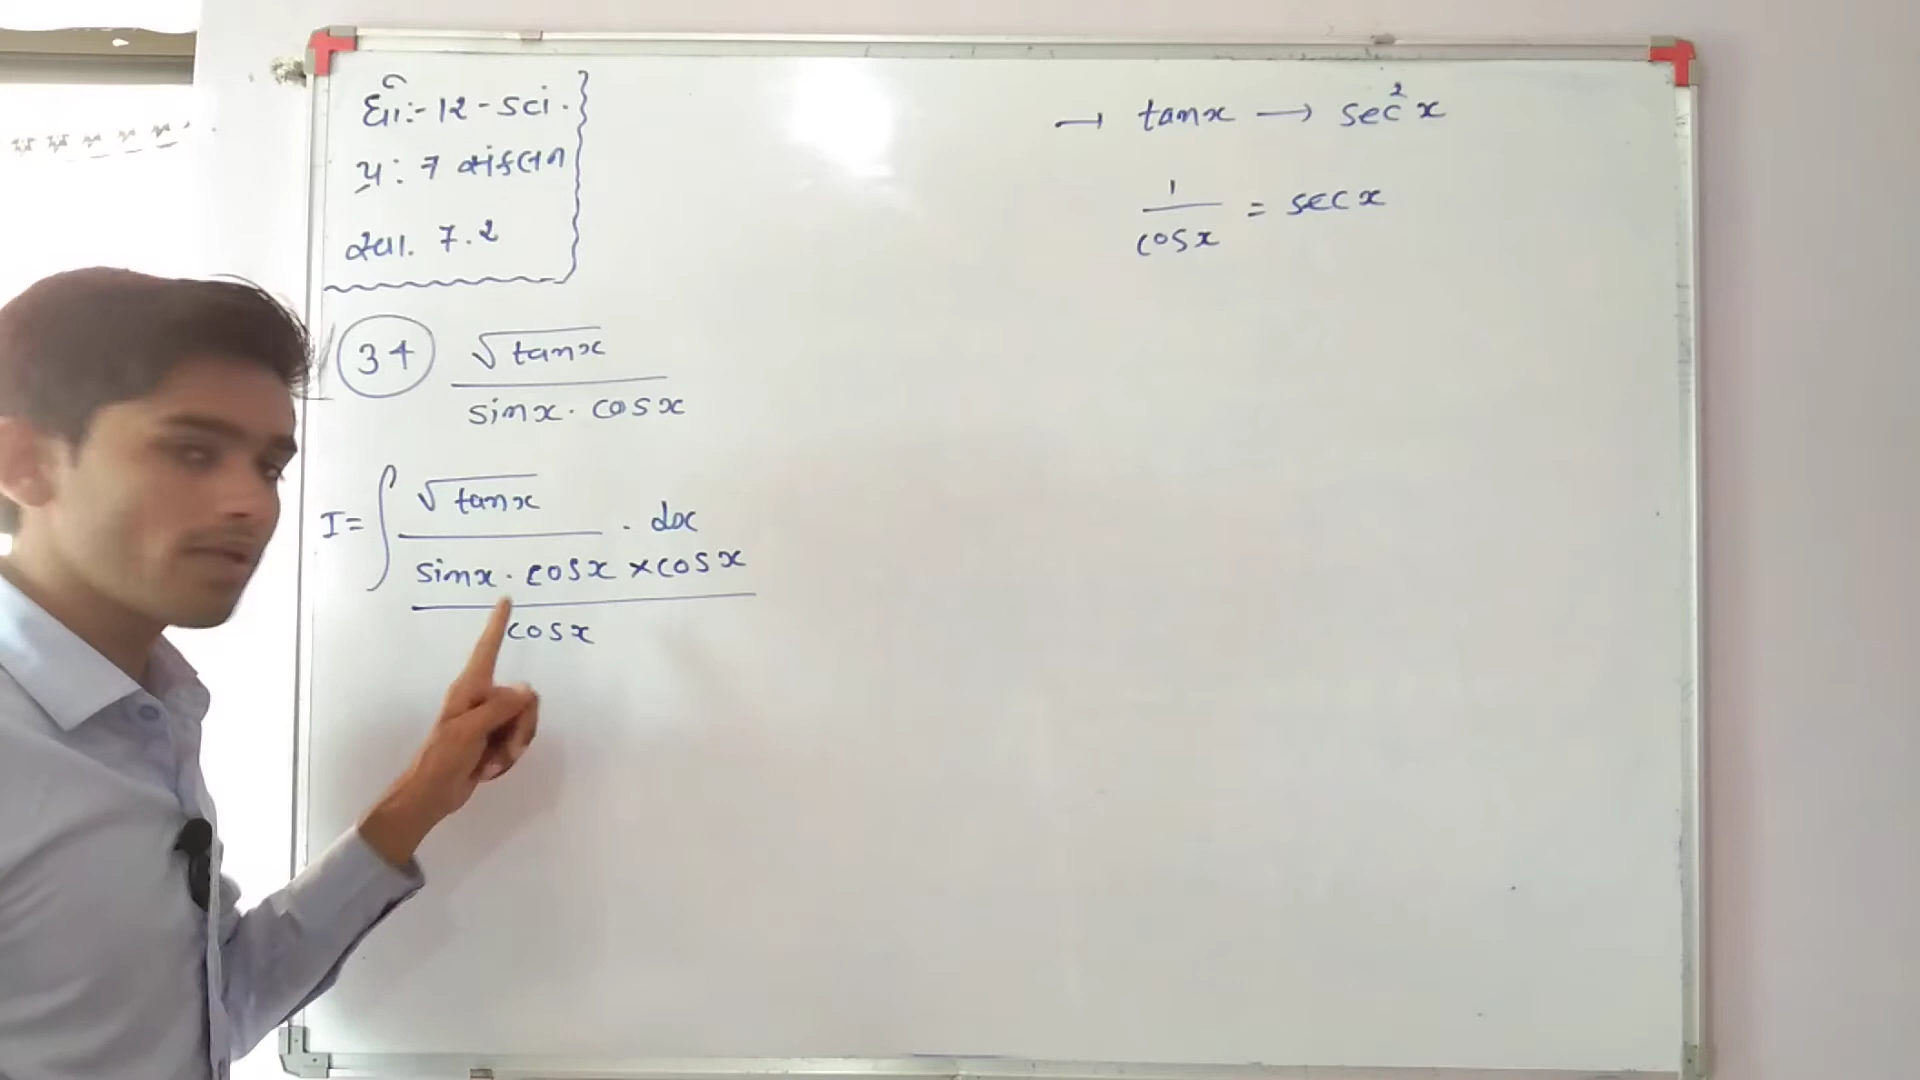 ધો:- 12 - Sci.
પ્ર: 7 સંકલન
સ્વા. 7.2
34 √tanx / sinx . cosx
I = ∫ √tanx / (sinx . cosx × cosx / cosx) . dx
→ tanx → sec²x
1 / cosx = secx